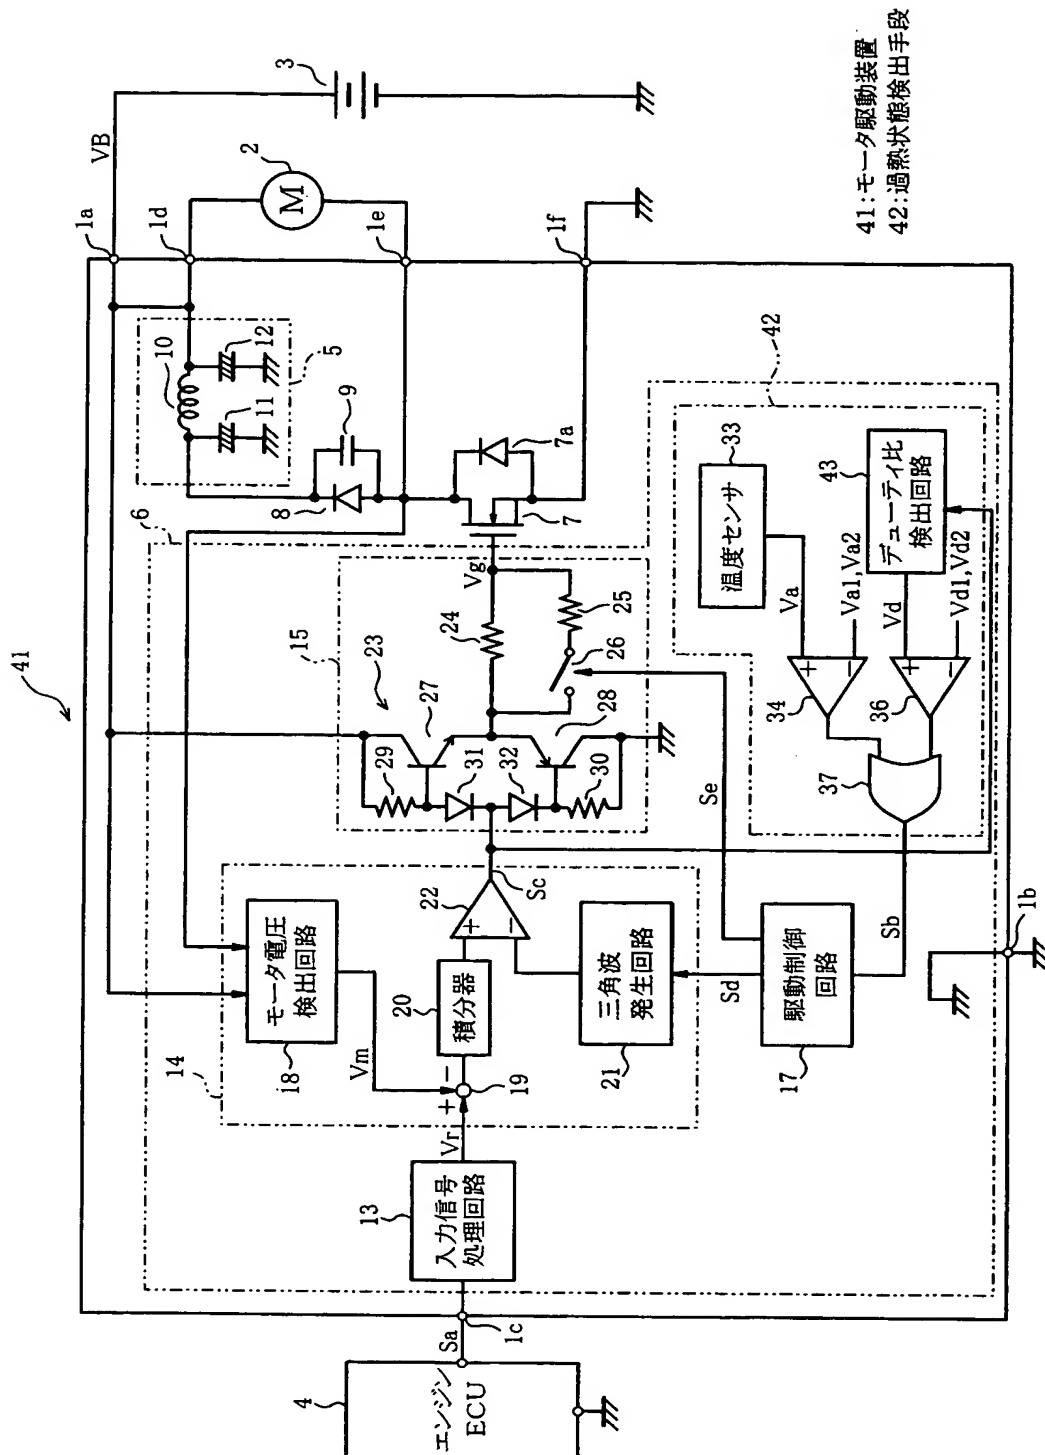 41
VB
3
1a
2
M
1d
1e
1f
10
12
11
5
9
8
7a
7
6
Vg
24
25
26
15
23
27
28
29
31
32
30
14
モータ電圧
検出回路
18
Vm
Sc
22
+
−
20
積分器
−
+
19
三角波
発生回路
21
Vr
13
入力信号
処理回路
Sa
1c
4
エンジン
ECU
Se
Sd
駆動制御
回路
17
Sb
1b
42
33
温度センサ
43
デューティ比
検出回路
Va
Va1,Va2
Vd
Vd1,Vd2
+
−
34
+
−
36
37
41:モータ駆動装置
42:過熱状態検出手段